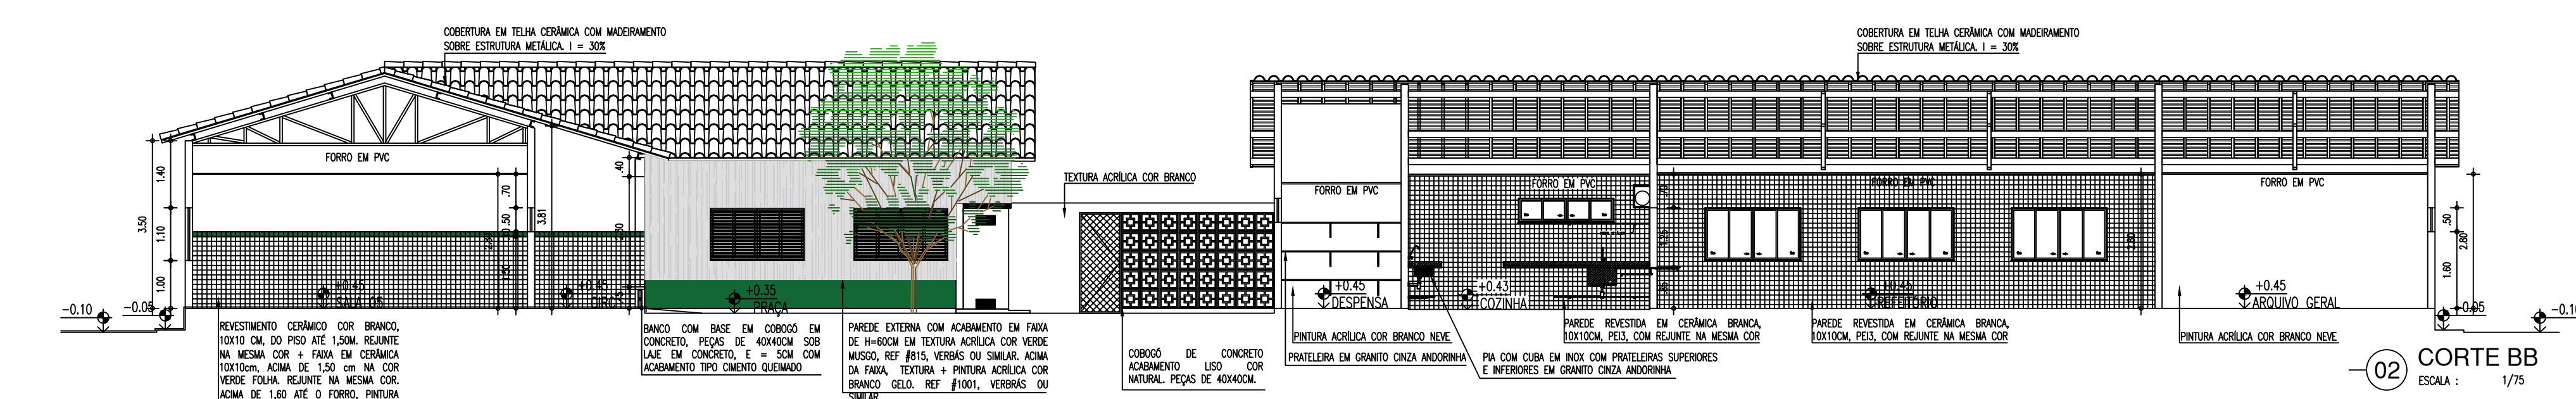 COBERTURA EM TELHA CERÂMICA COM MADEIRAMENTO
SOBRE ESTRUTURA METÁLICA. I = 30%
COBERTURA EM TELHA CERÂMICA COM MADEIRAMENTO
SOBRE ESTRUTURA METÁLICA. I = 30%
FORRO EM PVC
TEXTURA ACRÍLICA COR BRANCO
FORRO EM PVC
FORRO EM PVC
FORRO EM PVC
FORRO EM PVC
3.50
1.40
1.10
1.00
.70
.50
3.81
.40
.70
1.25
2.80
.50
1.60
2.80
-0.10
-0.05
+0.45
SALA 05
+0.45
CIRC.
+0.35
PRAÇA
+0.45
DESPENSA
+0.43
COZINHA
+0.45
REFEITÓRIO
+0.45
ARQUIVO GERAL
-0.05
-0.10
REVESTIMENTO CERÂMICO COR BRANCO,
10X10 CM, DO PISO ATÉ 1,50M. REJUNTE
NA MESMA COR + FAIXA EM CERÂMICA
10X10cm, ACIMA DE 1,50 cm NA COR
VERDE FOLHA. REJUNTE NA MESMA COR.
ACIMA DE 1,60 ATÉ O FORRO, PINTURA
BANCO COM BASE EM COBOGÓ EM
CONCRETO, PEÇAS DE 40X40CM SOB
LAJE EM CONCRETO, E = 5CM COM
ACABAMENTO TIPO CIMENTO QUEIMADO
PAREDE EXTERNA COM ACABAMENTO EM FAIXA
DE H=60CM EM TEXTURA ACRÍLICA COR VERDE
MUSGO, REF #815, VERBÁS OU SIMILAR. ACIMA
DA FAIXA, TEXTURA + PINTURA ACRÍLICA COR
BRANCO GELO. REF #1001, VERBRÁS OU
SIMILAR
COBOGÓ DE CONCRETO
ACABAMENTO LISO COR
NATURAL. PEÇAS DE 40X40CM.
PINTURA ACRÍLICA COR BRANCO NEVE
PRATELEIRA EM GRANITO CINZA ANDORINHA
PIA COM CUBA EM INOX COM PRATELEIRAS SUPERIORES
E INFERIORES EM GRANITO CINZA ANDORINHA
PAREDE REVESTIDA EM CERÂMICA BRANCA,
10X10CM, PEI3, COM REJUNTE NA MESMA COR
PAREDE REVESTIDA EM CERÂMICA BRANCA,
10X10CM, PEI3, COM REJUNTE NA MESMA COR
PINTURA ACRÍLICA COR BRANCO NEVE
02 CORTE BB
ESCALA : 1/75